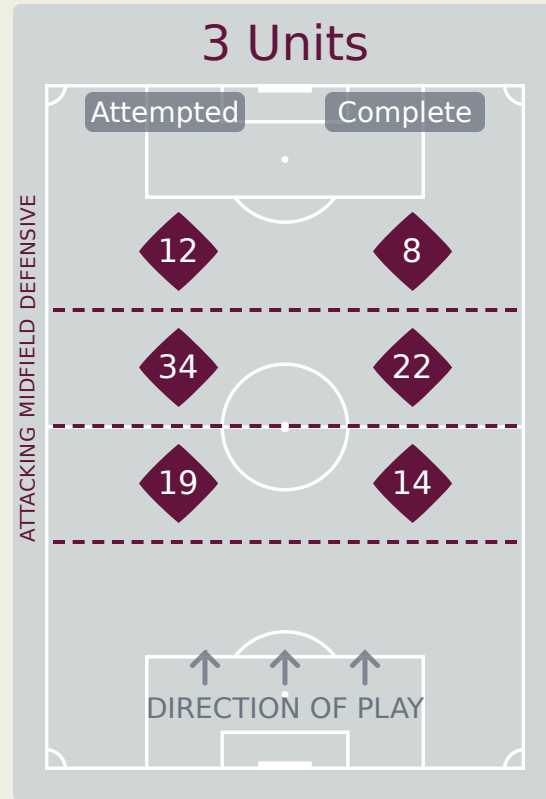 3 Units
Attempted Complete
ATTACKING MIDFIELD DEFENSIVE
12 8
34 22
19 14
DIRECTION OF PLAY